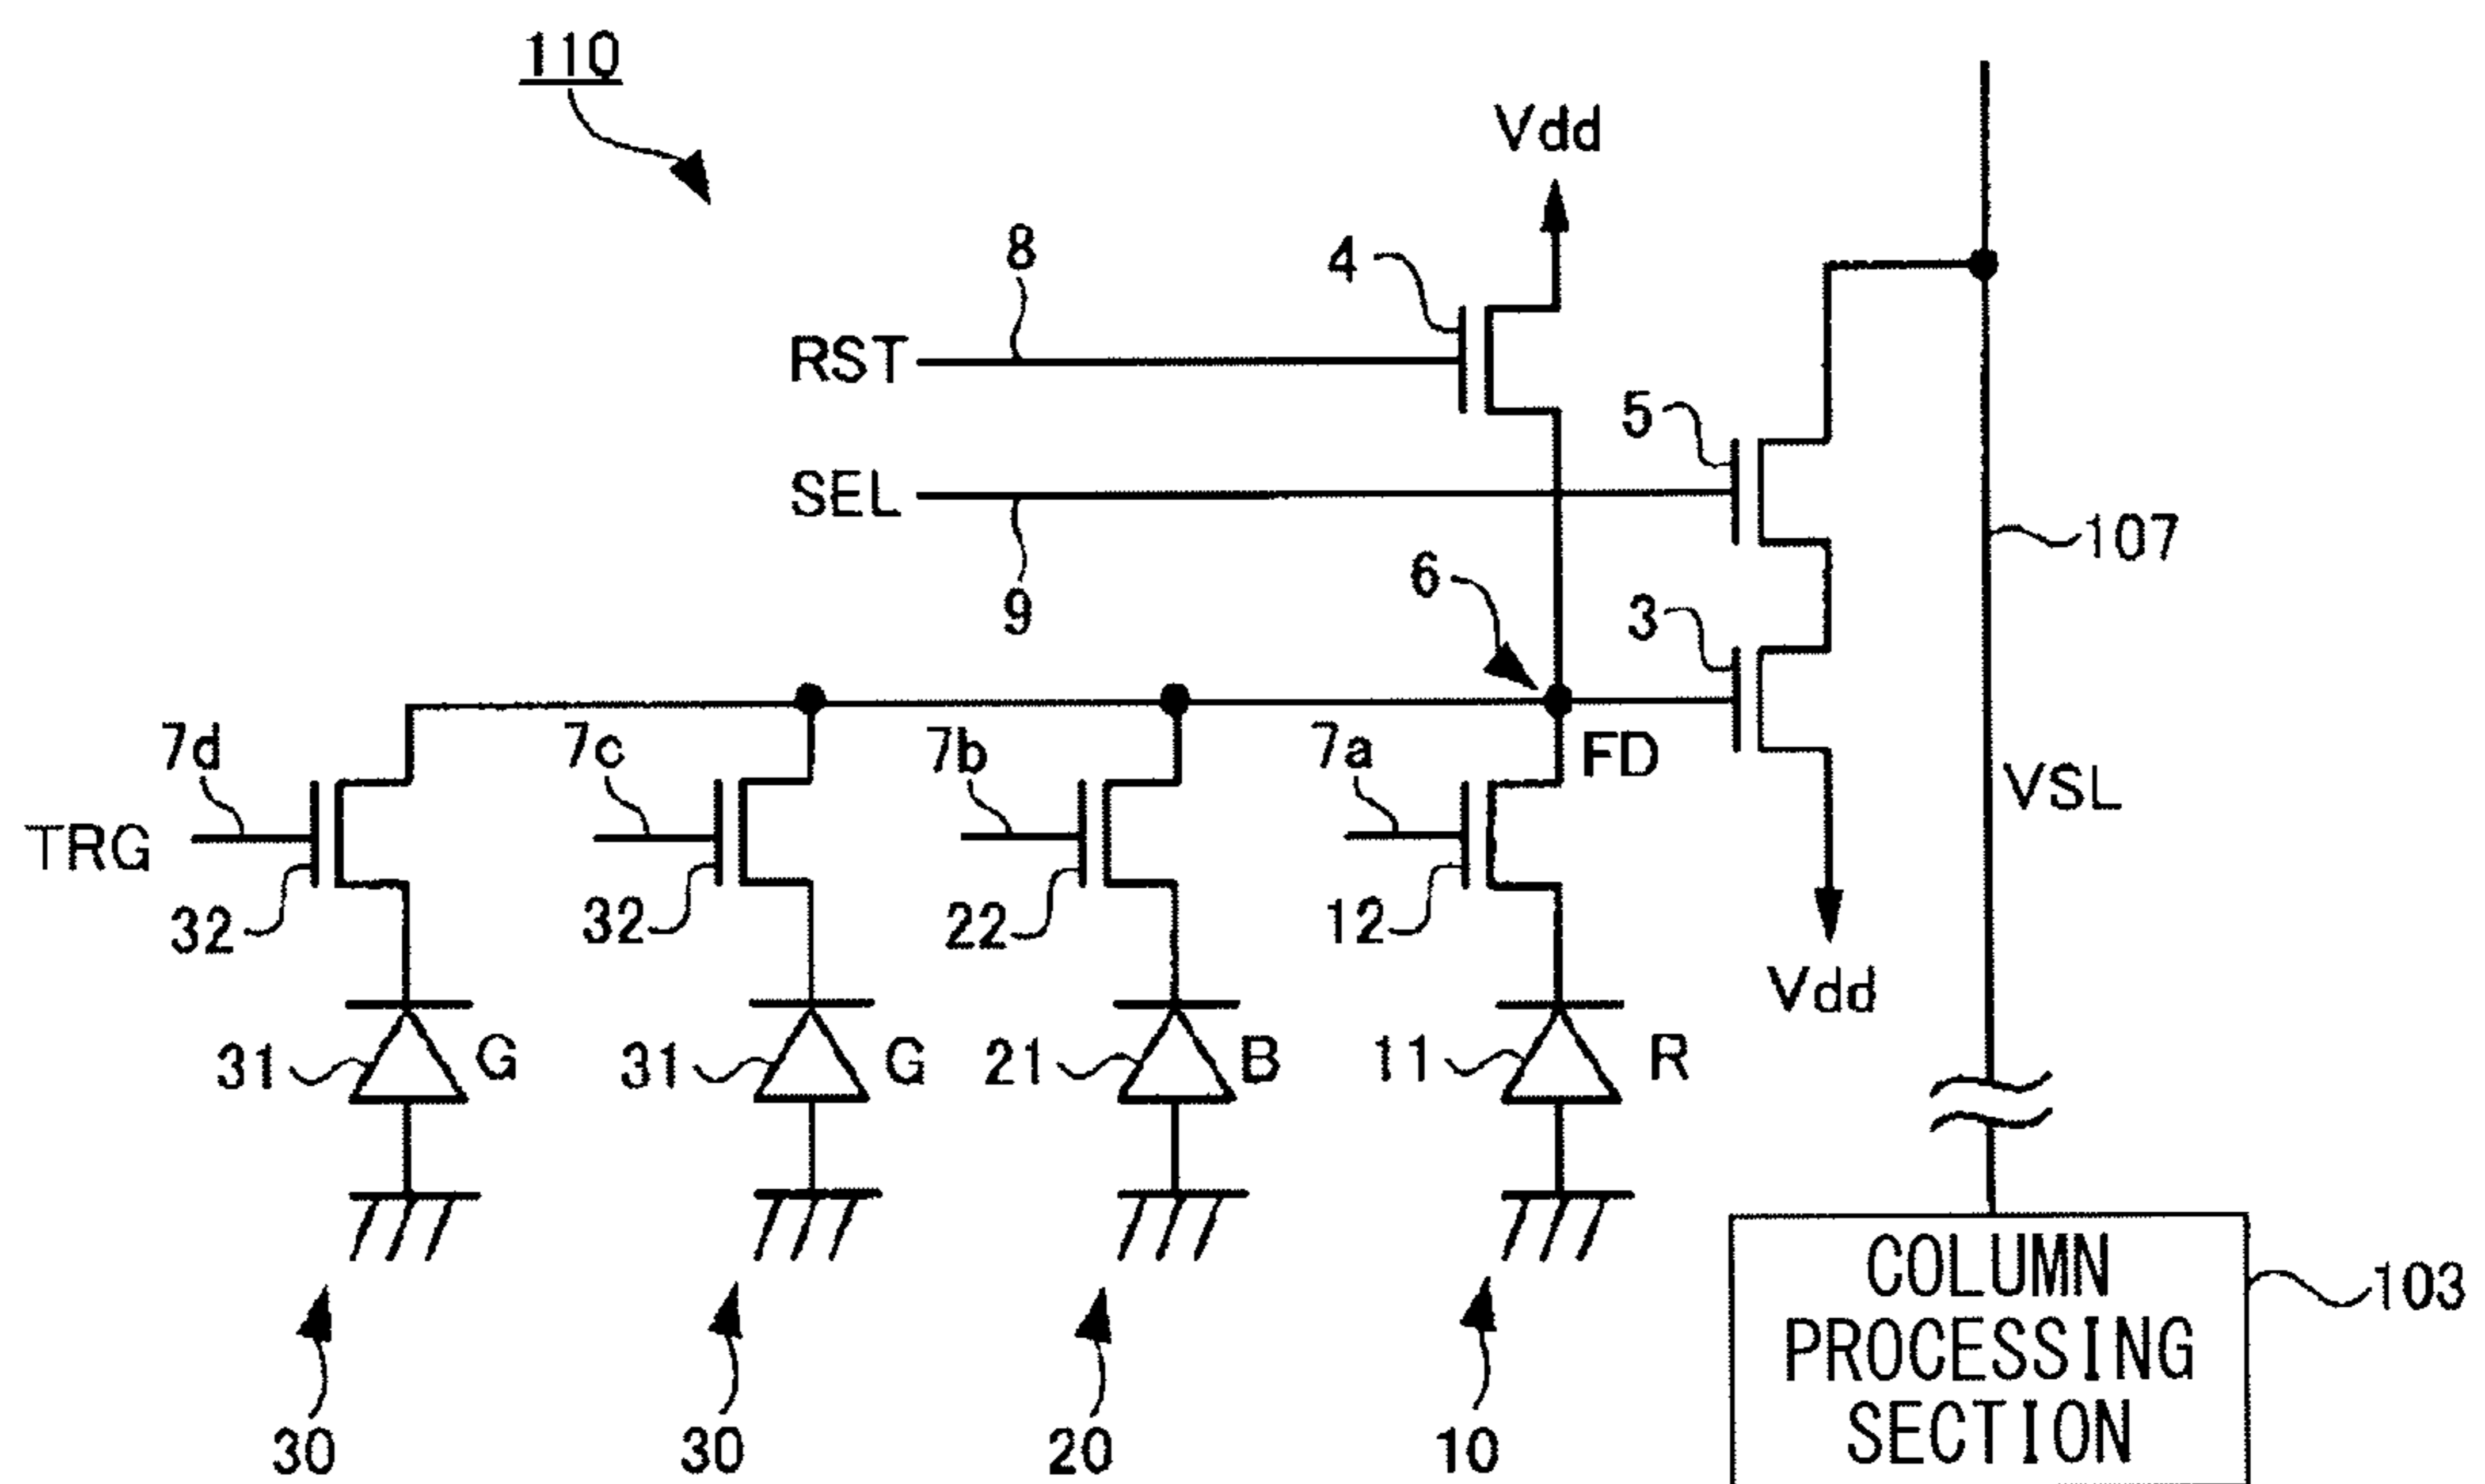 110
Vdd
8
4
RST
5
SEL
107
6
9
3
7d
7c
7b
7a
FD
VSL
TRG
32
32
22
12
Vdd
31
G
31
G
21
B
11
R
COLUMN
PROCESSING
SECTION
103
30
30
20
10